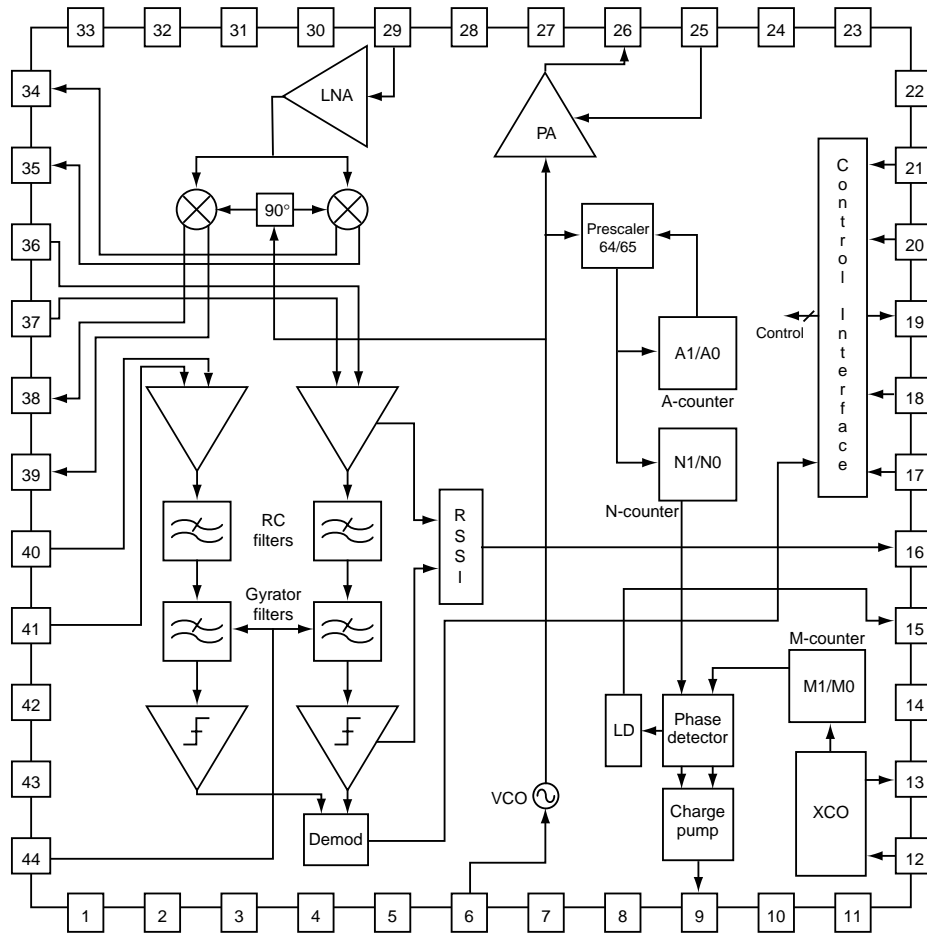 33
32
31
30
29
28
27
26
25
24
23
34
35
36
37
38
39
40
41
42
43
44
22
21
20
19
18
17
16
15
14
13
12
1
2
3
4
5
6
7
8
9
10
11
LNA
PA
90°
Prescaler
64/65
A1/A0
A-counter
N1/N0
N-counter
Control
Control Interface
RC
filters
Gyrator
filters
RSSI
M-counter
M1/M0
LD
Phase
detector
Charge
pump
XCO
VCO
Demod